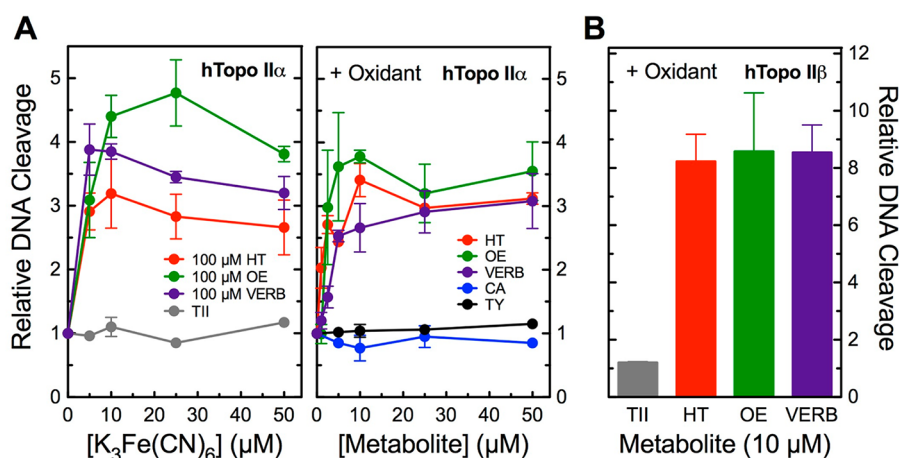 A
B
Relative DNA Cleavage
5
4
3
2
1
0
hTopo IIα
100 µM HT
100 µM OE
100 µM VERB
TII
0 10 20 30 40 50
[K3Fe(CN)6] (µM)
+ Oxidant hTopo IIα
HT
OE
VERB
CA
TY
5
4
3
2
1
0
0 10 20 30 40 50
[Metabolite] (µM)
+ Oxidant hTopo IIβ
12
10
8
6
4
2
0
Relative DNA Cleavage
TII HT OE VERB
Metabolite (10 µM)